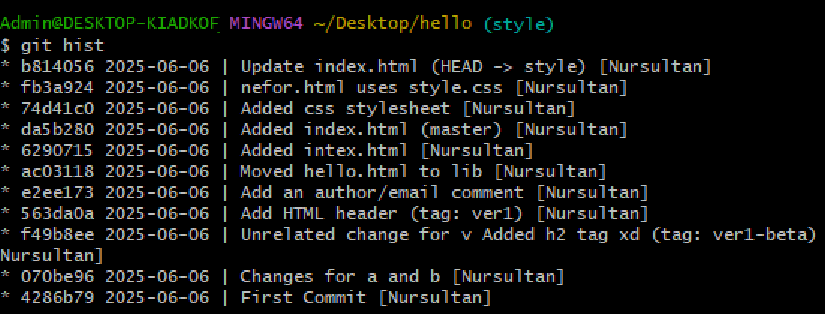 Admin@DESKTOP-KIADKOF MINGW64 ~/Desktop/hello (style)
$ git hist
* b814056 2025-06-06 | Update index.html (HEAD -> style) [Nursultan]
* fb3a924 2025-06-06 | nefor.html uses style.css [Nursultan]
* 74d41c0 2025-06-06 | Added css stylesheet [Nursultan]
* da5b280 2025-06-06 | Added index.html (master) [Nursultan]
* 6290715 2025-06-06 | Added intex.html [Nursultan]
* ac03118 2025-06-06 | Moved hello.html to lib [Nursultan]
* e2ee173 2025-06-06 | Add an author/email comment [Nursultan]
* 563da0a 2025-06-06 | Add HTML header (tag: ver1) [Nursultan]
* f49b8ee 2025-06-06 | Unrelated change for v Added h2 tag xd (tag: ver1-beta)
Nursultan]
* 070be96 2025-06-06 | Changes for a and b [Nursultan]
* 4286b79 2025-06-06 | First Commit [Nursultan]